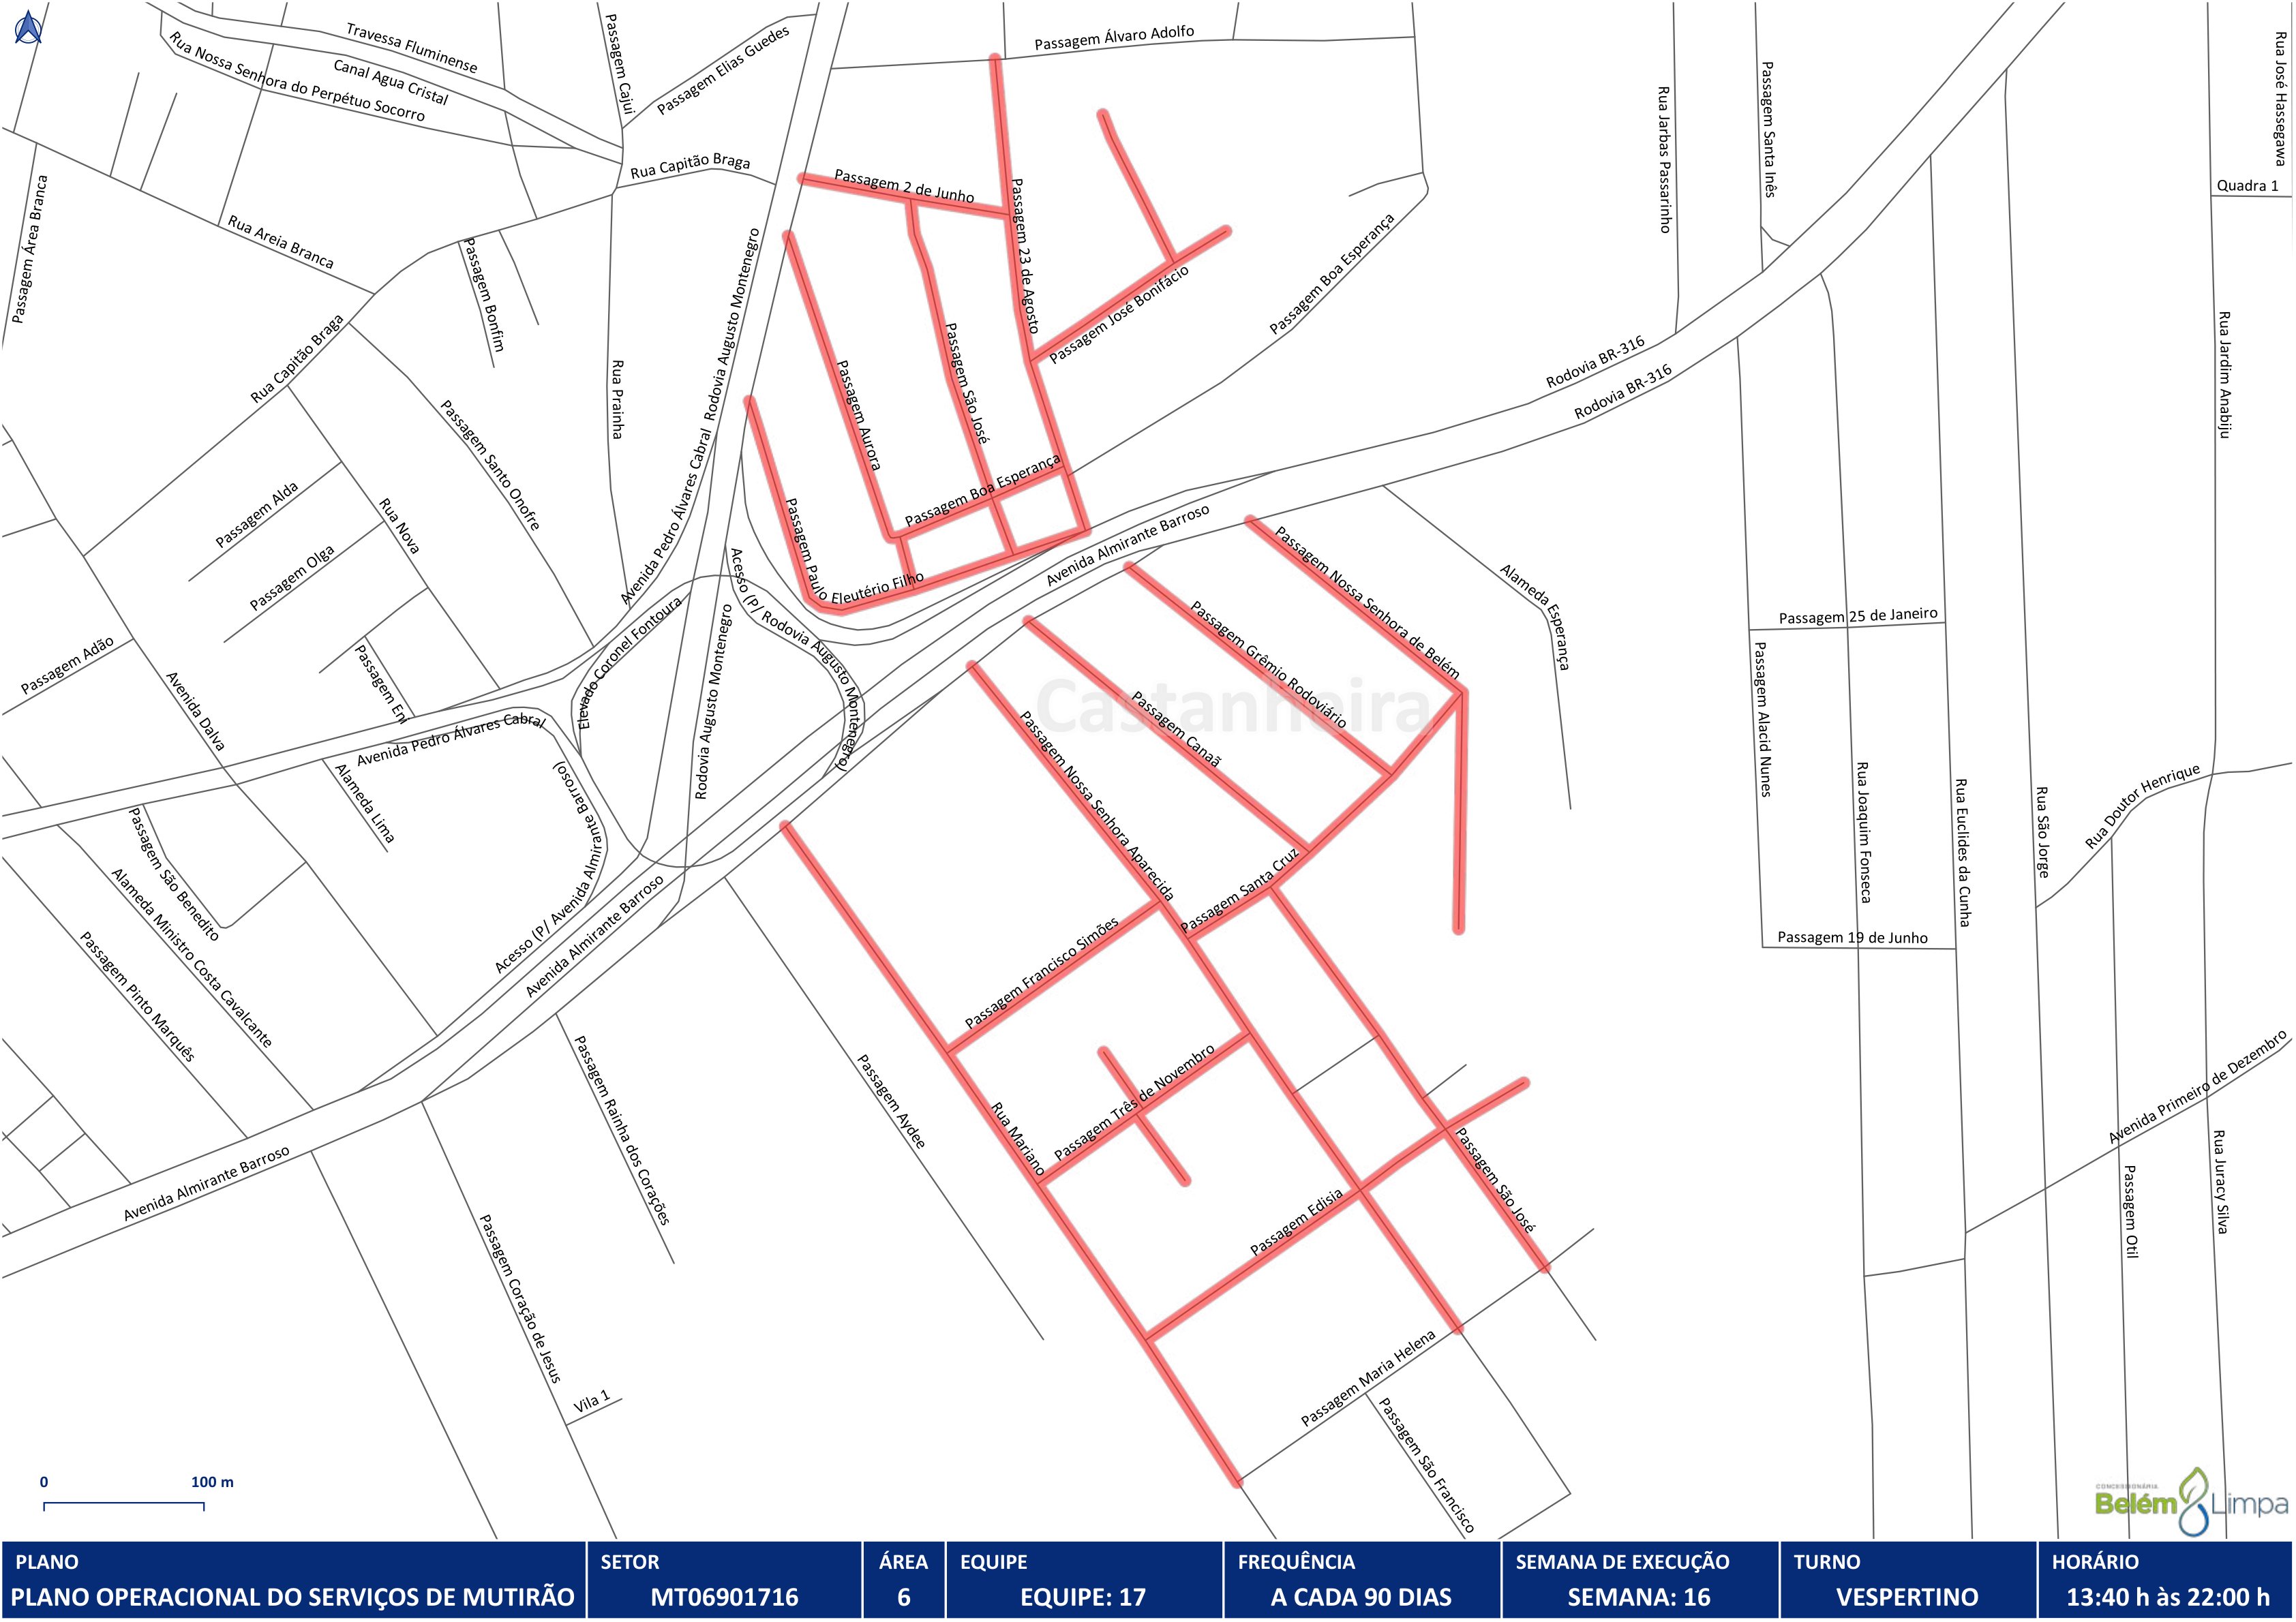 Travessa Fluminense
Canal Agua Cristal
Rua Nossa Senhora do Perpétuo Socorro
Passagem Cajui
Passagem Elias Guedes
Passagem Álvaro Adolfo
Rua Jarbas Passarinho
Passagem Santa Inês
Rua José Hassegawa
Quadra 1
Rua Capitão Braga
Passagem 2 de Junho
Passagem 23 de Agosto
Passagem Área Branca
Rua Areia Branca
Passagem Bonfim
Rodovia Augusto Montenegro
Passagem José Bonifácio
Passagem Boa Esperança
Rua Capitão Braga
Rua Prainha
Passagem Aurora
Passagem São José
Rodovia BR-316
Rodovia BR-316
Rua Jardim Anabiju
Passagem Santo Onofre
Passagem Alda
Passagem Olga
Rua Nova
Avenida Pedro Álvares Cabral
Passagem Boa Esperança
Passagem Paulo Eleutério Filho
Avenida Almirante Barroso
Passagem Nossa Senhora de Belém
Alameda Esperança
Acesso (P/ Rodovia Augusto Montenegro)
Elevado Coronel Fontoura
Rodovia Augusto Montenegro
Passagem Grêmio Rodoviário
Passagem 25 de Janeiro
Passagem Adão
Passagem Eni
Avenida Dalva
Avenida Pedro Álvares Cabral
Castanheira
Passagem Canaã
Passagem Nossa Senhora Aparecida
Passagem Alacid Nunes
Rua Joaquim Fonseca
Rua Euclides da Cunha
Rua São Jorge
Rua Doutor Henrique
Alameda Lima
Passagem São Benedito
Alameda Ministro Costa Cavalcante
Passagem Pinto Marquês
Acesso (P/ Avenida Almirante Barroso)
Avenida Almirante Barroso
Passagem Santa Cruz
Passagem Francisco Simões
Passagem 19 de Junho
Passagem Rainha dos Corações
Passagem Aydee
Rua Mariano
Passagem Três de Novembro
Avenida Primeiro de Dezembro
Passagem São José
Passagem Edisia
Passagem Otil
Rua Juracy Silva
Avenida Almirante Barroso
Passagem Coração de Jesus
Vila 1
Passagem Maria Helena
Passagem São Francisco
0 100 m
CONCESSIONÁRIA
Belém Limpa
PLANO
PLANO OPERACIONAL DO SERVIÇOS DE MUTIRÃO
SETOR
MT06901716
ÁREA
6
EQUIPE
EQUIPE: 17
FREQUÊNCIA
A CADA 90 DIAS
SEMANA DE EXECUÇÃO
SEMANA: 16
TURNO
VESPERTINO
HORÁRIO
13:40 h às 22:00 h